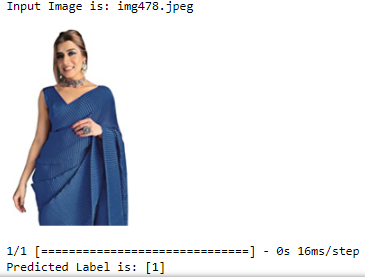 Input Image is: img478.jpeg
1/1 [==============================] - 0s 16ms/step
Predicted Label is: [1]